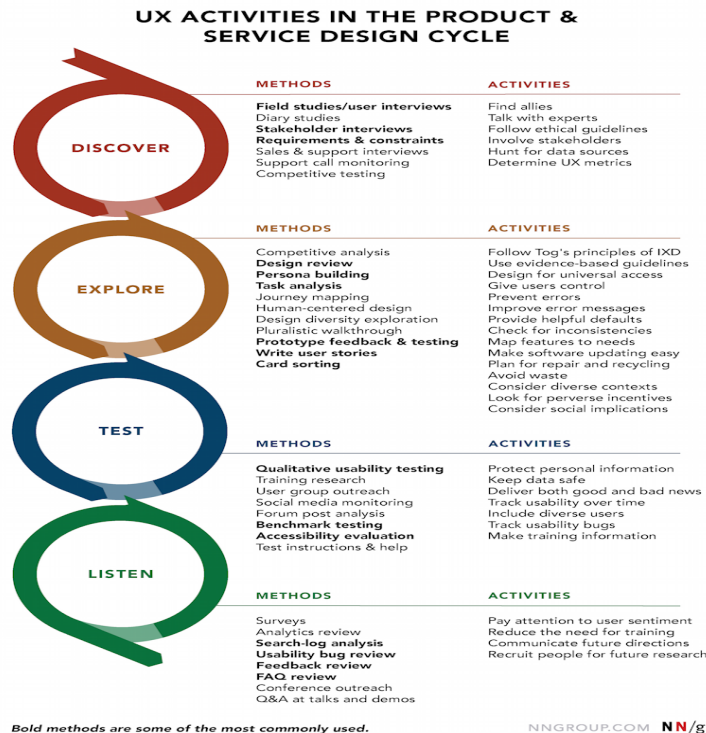 UX ACTIVITIES IN THE PRODUCT &
SERVICE DESIGN CYCLE
DISCOVER
METHODS
Field studies/user interviews
Diary studies
Stakeholder interviews
Requirements & constraints
Sales & support interviews
Support call monitoring
Competitive testing
ACTIVITIES
Find allies
Talk with experts
Follow ethical guidelines
Involve stakeholders
Hunt for data sources
Determine UX metrics
EXPLORE
METHODS
Competitive analysis
Design review
Persona building
Task analysis
Journey mapping
Human-centered design
Design diversity exploration
Pluralistic walkthrough
Prototype feedback & testing
Write user stories
Card sorting
ACTIVITIES
Follow Tog's principles of IXD
Use evidence-based guidelines
Design for universal access
Give users control
Prevent errors
Improve error messages
Provide helpful defaults
Check for inconsistencies
Map features to needs
Make software updating easy
Plan for repair and recycling
Avoid waste
Consider diverse contexts
Look for perverse incentives
Consider social implications
TEST
METHODS
Qualitative usability testing
Training research
User group outreach
Social media monitoring
Forum post analysis
Benchmark testing
Accessibility evaluation
Test instructions & help
ACTIVITIES
Protect personal information
Keep data safe
Deliver both good and bad news
Track usability over time
Include diverse users
Track usability bugs
Make training information
LISTEN
METHODS
Surveys
Analytics review
Search-log analysis
Usability bug review
Feedback review
FAQ review
Conference outreach
Q&A at talks and demos
ACTIVITIES
Pay attention to user sentiment
Reduce the need for training
Communicate future directions
Recruit people for future research
Bold methods are some of the most commonly used.
NNGROUP.COM NN/g